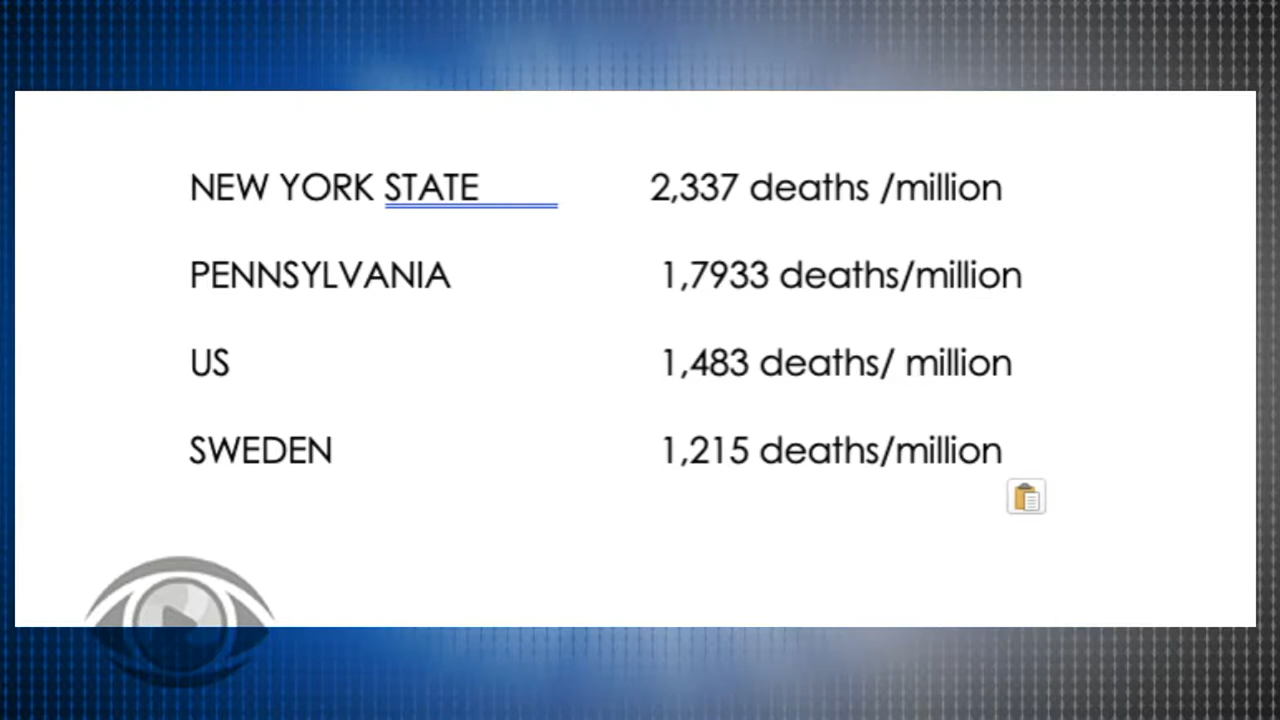 NEW YORK STATE 2,337 deaths /million
PENNSYLVANIA 1,7933 deaths/million
US 1,483 deaths/ million
SWEDEN 1,215 deaths/million